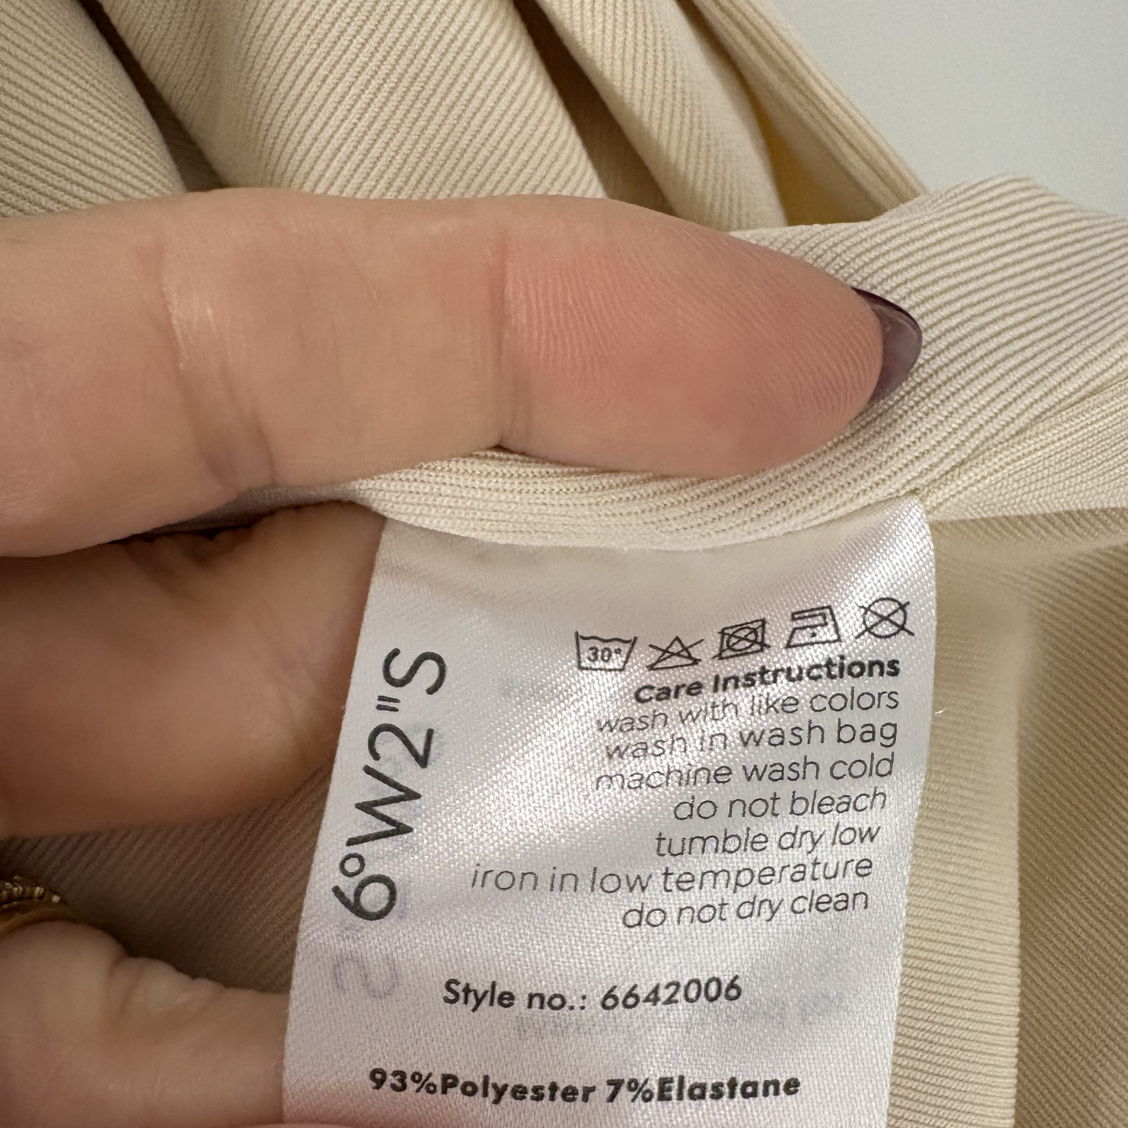 30°
Care Instructions
wash with like colors
wash in wash bag
machine wash cold
do not bleach
tumble dry low
iron in low temperature
do not dry clean
6°W2"S
Style no.: 6642006
93%Polyester 7%Elastane